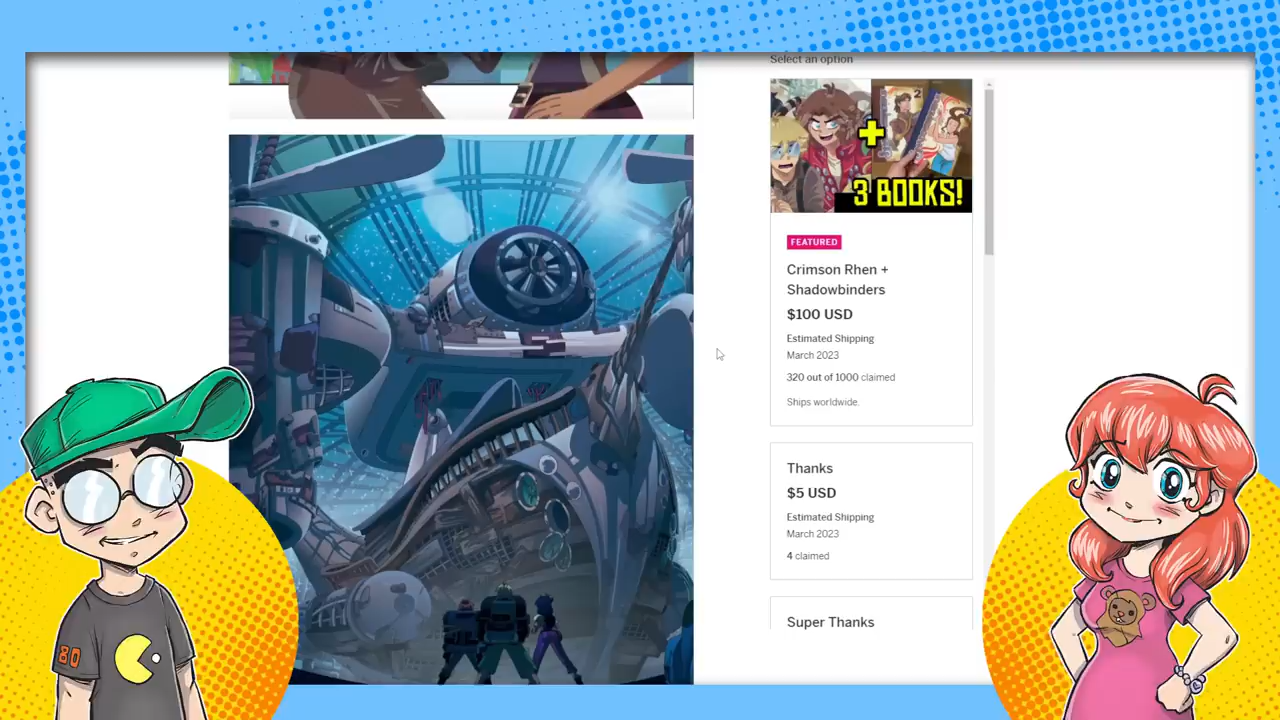 Select an option
2
3 BOOKS!
FEATURED
Crimson Rhen +
Shadowbinders
$100 USD
Estimated Shipping
March 2023
320 out of 1000 claimed
Ships worldwide.
Thanks
$5 USD
Estimated Shipping
March 2023
4 claimed
Super Thanks
80